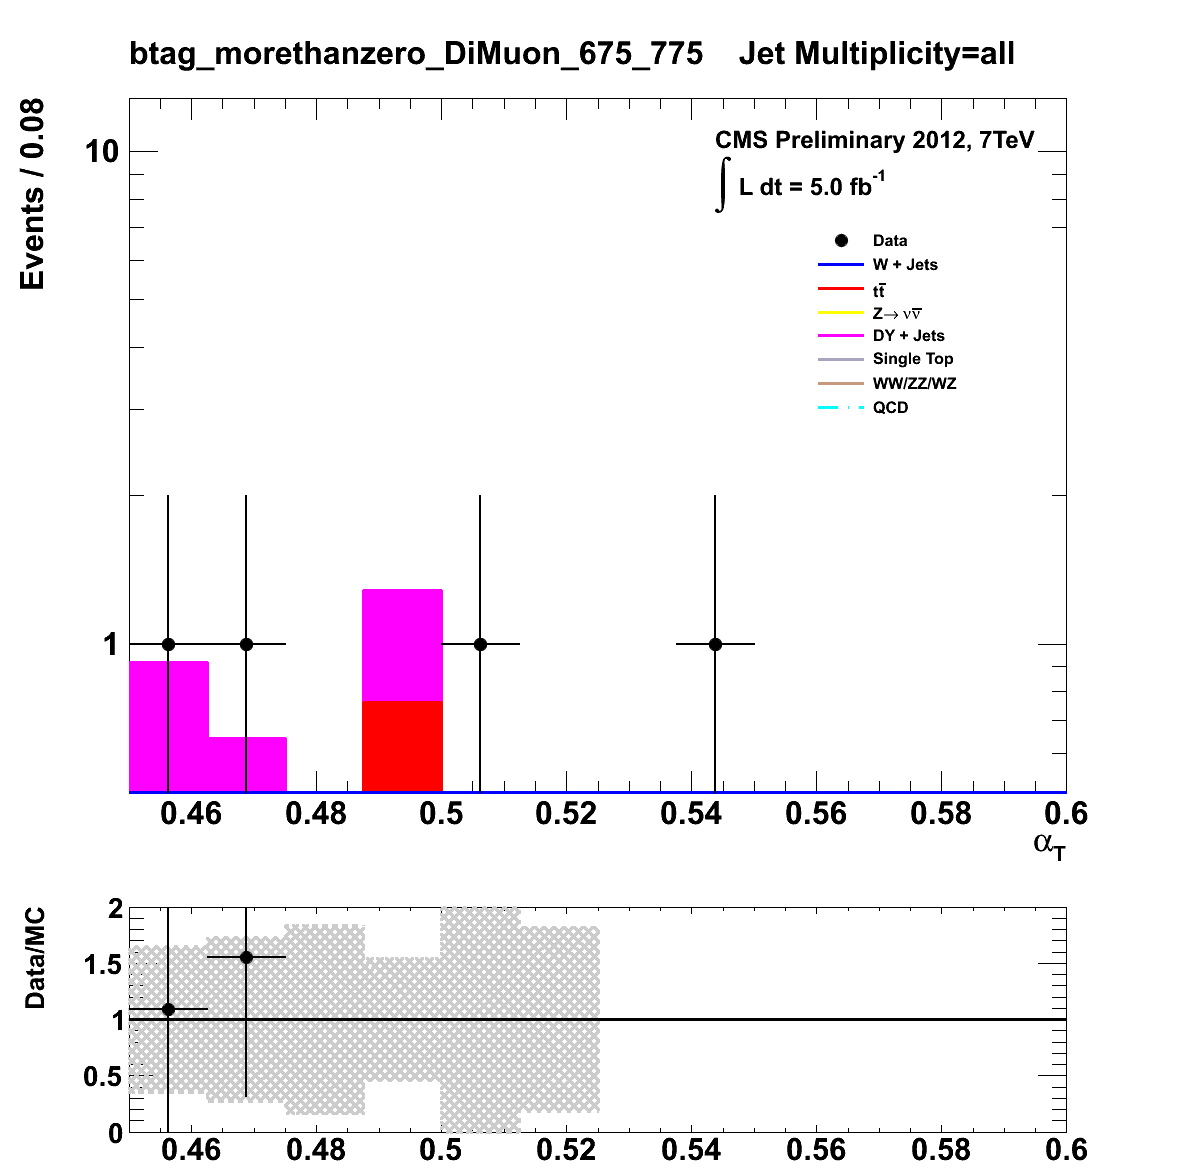 btag_morethanzero_DiMuon_675_775 Jet Multiplicity=all
Events / 0.08
CMS Preliminary 2012, 7TeV
∫ L dt = 5.0 fb⁻¹
Data
W + Jets
tt̅
Z→ νν̅
DY + Jets
Single Top
WW/ZZ/WZ
QCD
10
1
0.46 0.48 0.5 0.52 0.54 0.56 0.58 0.6
α_T
Data/MC
2
1.5
1
0.5
0
0.46 0.48 0.5 0.52 0.54 0.56 0.58 0.6